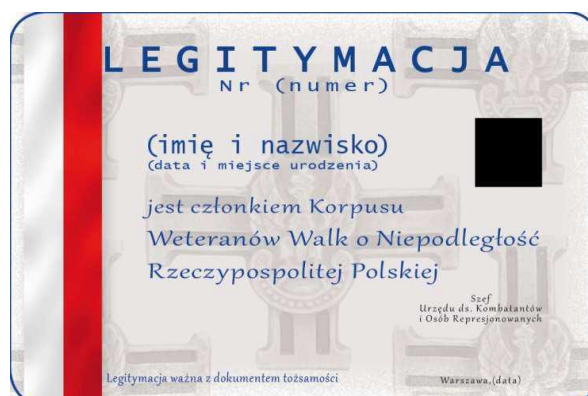 LEGITYMACJA
Nr (numer)
(imię i nazwisko)
(data i miejsce urodzenia)
jest członkiem Korpusu
Weteranów Walk o Niepodległość
Rzeczypospolitej Polskiej
Szef
Urzędu ds. Kombatantów
i Osób Represjonowanych
Legitymacja ważna z dokumentem tożsamości
Warszawa,(data)